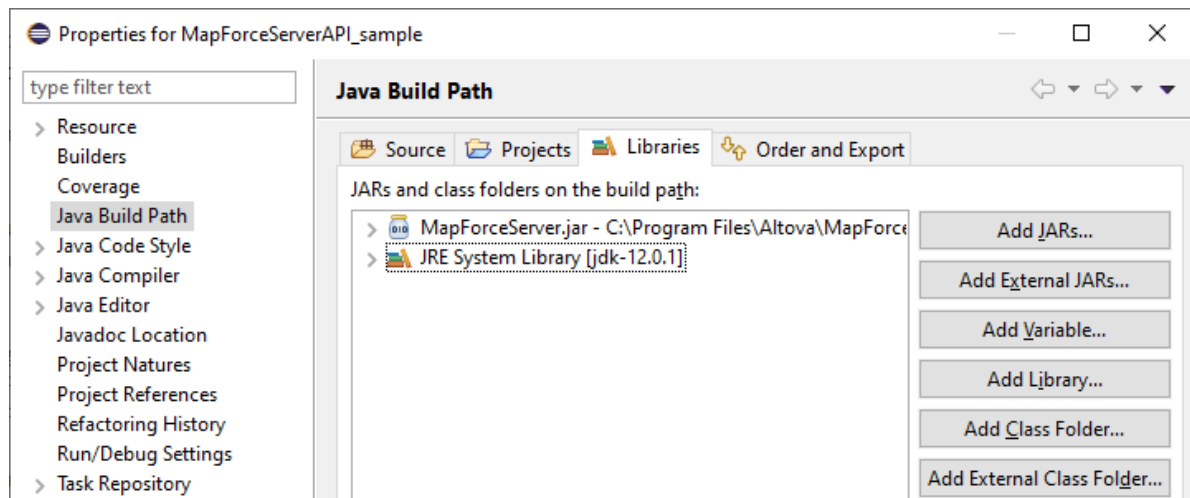 Properties for MapForceServerAPI_sample
type filter text
Resource
Builders
Coverage
Java Build Path
Java Code Style
Java Compiler
Java Editor
Javadoc Location
Project Natures
Project References
Refactoring History
Run/Debug Settings
Task Repository
Java Build Path
Source Projects Libraries Order and Export
JARs and class folders on the build path:
MapForceServer.jar - C:\Program Files\Altova\MapForce
JRE System Library [jdk-12.0.1]
Add JARs...
Add External JARs...
Add Variable...
Add Library...
Add Class Folder...
Add External Class Folder...